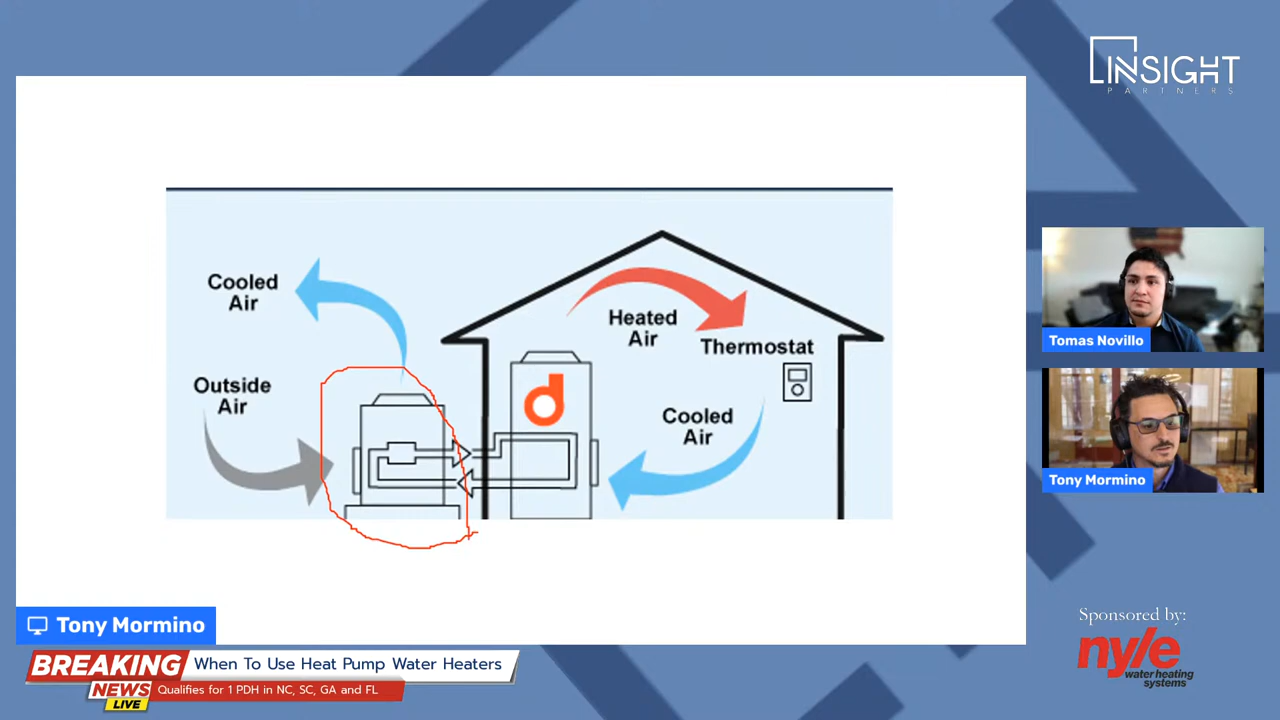 INSIGHT
PARTNERS
Cooled
Air
Outside
Air
d
Heated
Air
Thermostat
Cooled
Air
Tomas Novillo
Tony Mormino
Tony Mormino
BREAKING
NEWS
LIVE
When To Use Heat Pump Water Heaters
Qualifies for 1 PDH in NC, SC, GA and FL
Sponsored by:
nyle
water heating
systems